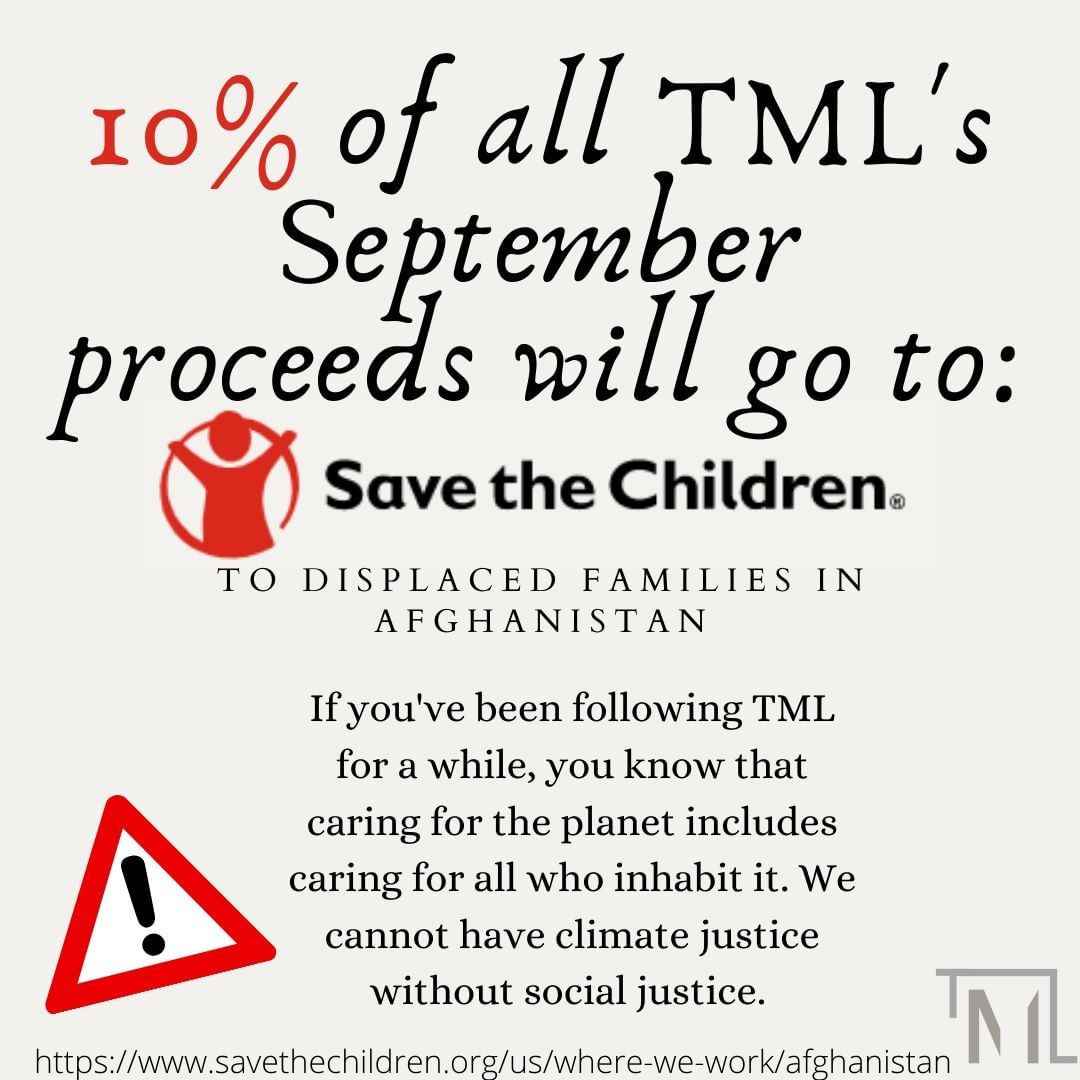 10% of all TML's
September
proceeds will go to:
Save the Children®
TO DISPLACED FAMILIES IN
AFGHANISTAN
If you've been following TML
for a while, you know that
caring for the planet includes
caring for all who inhabit it. We
cannot have climate justice
without social justice.
!
TML
https://www.savethechildren.org/us/where-we-work/afghanistan